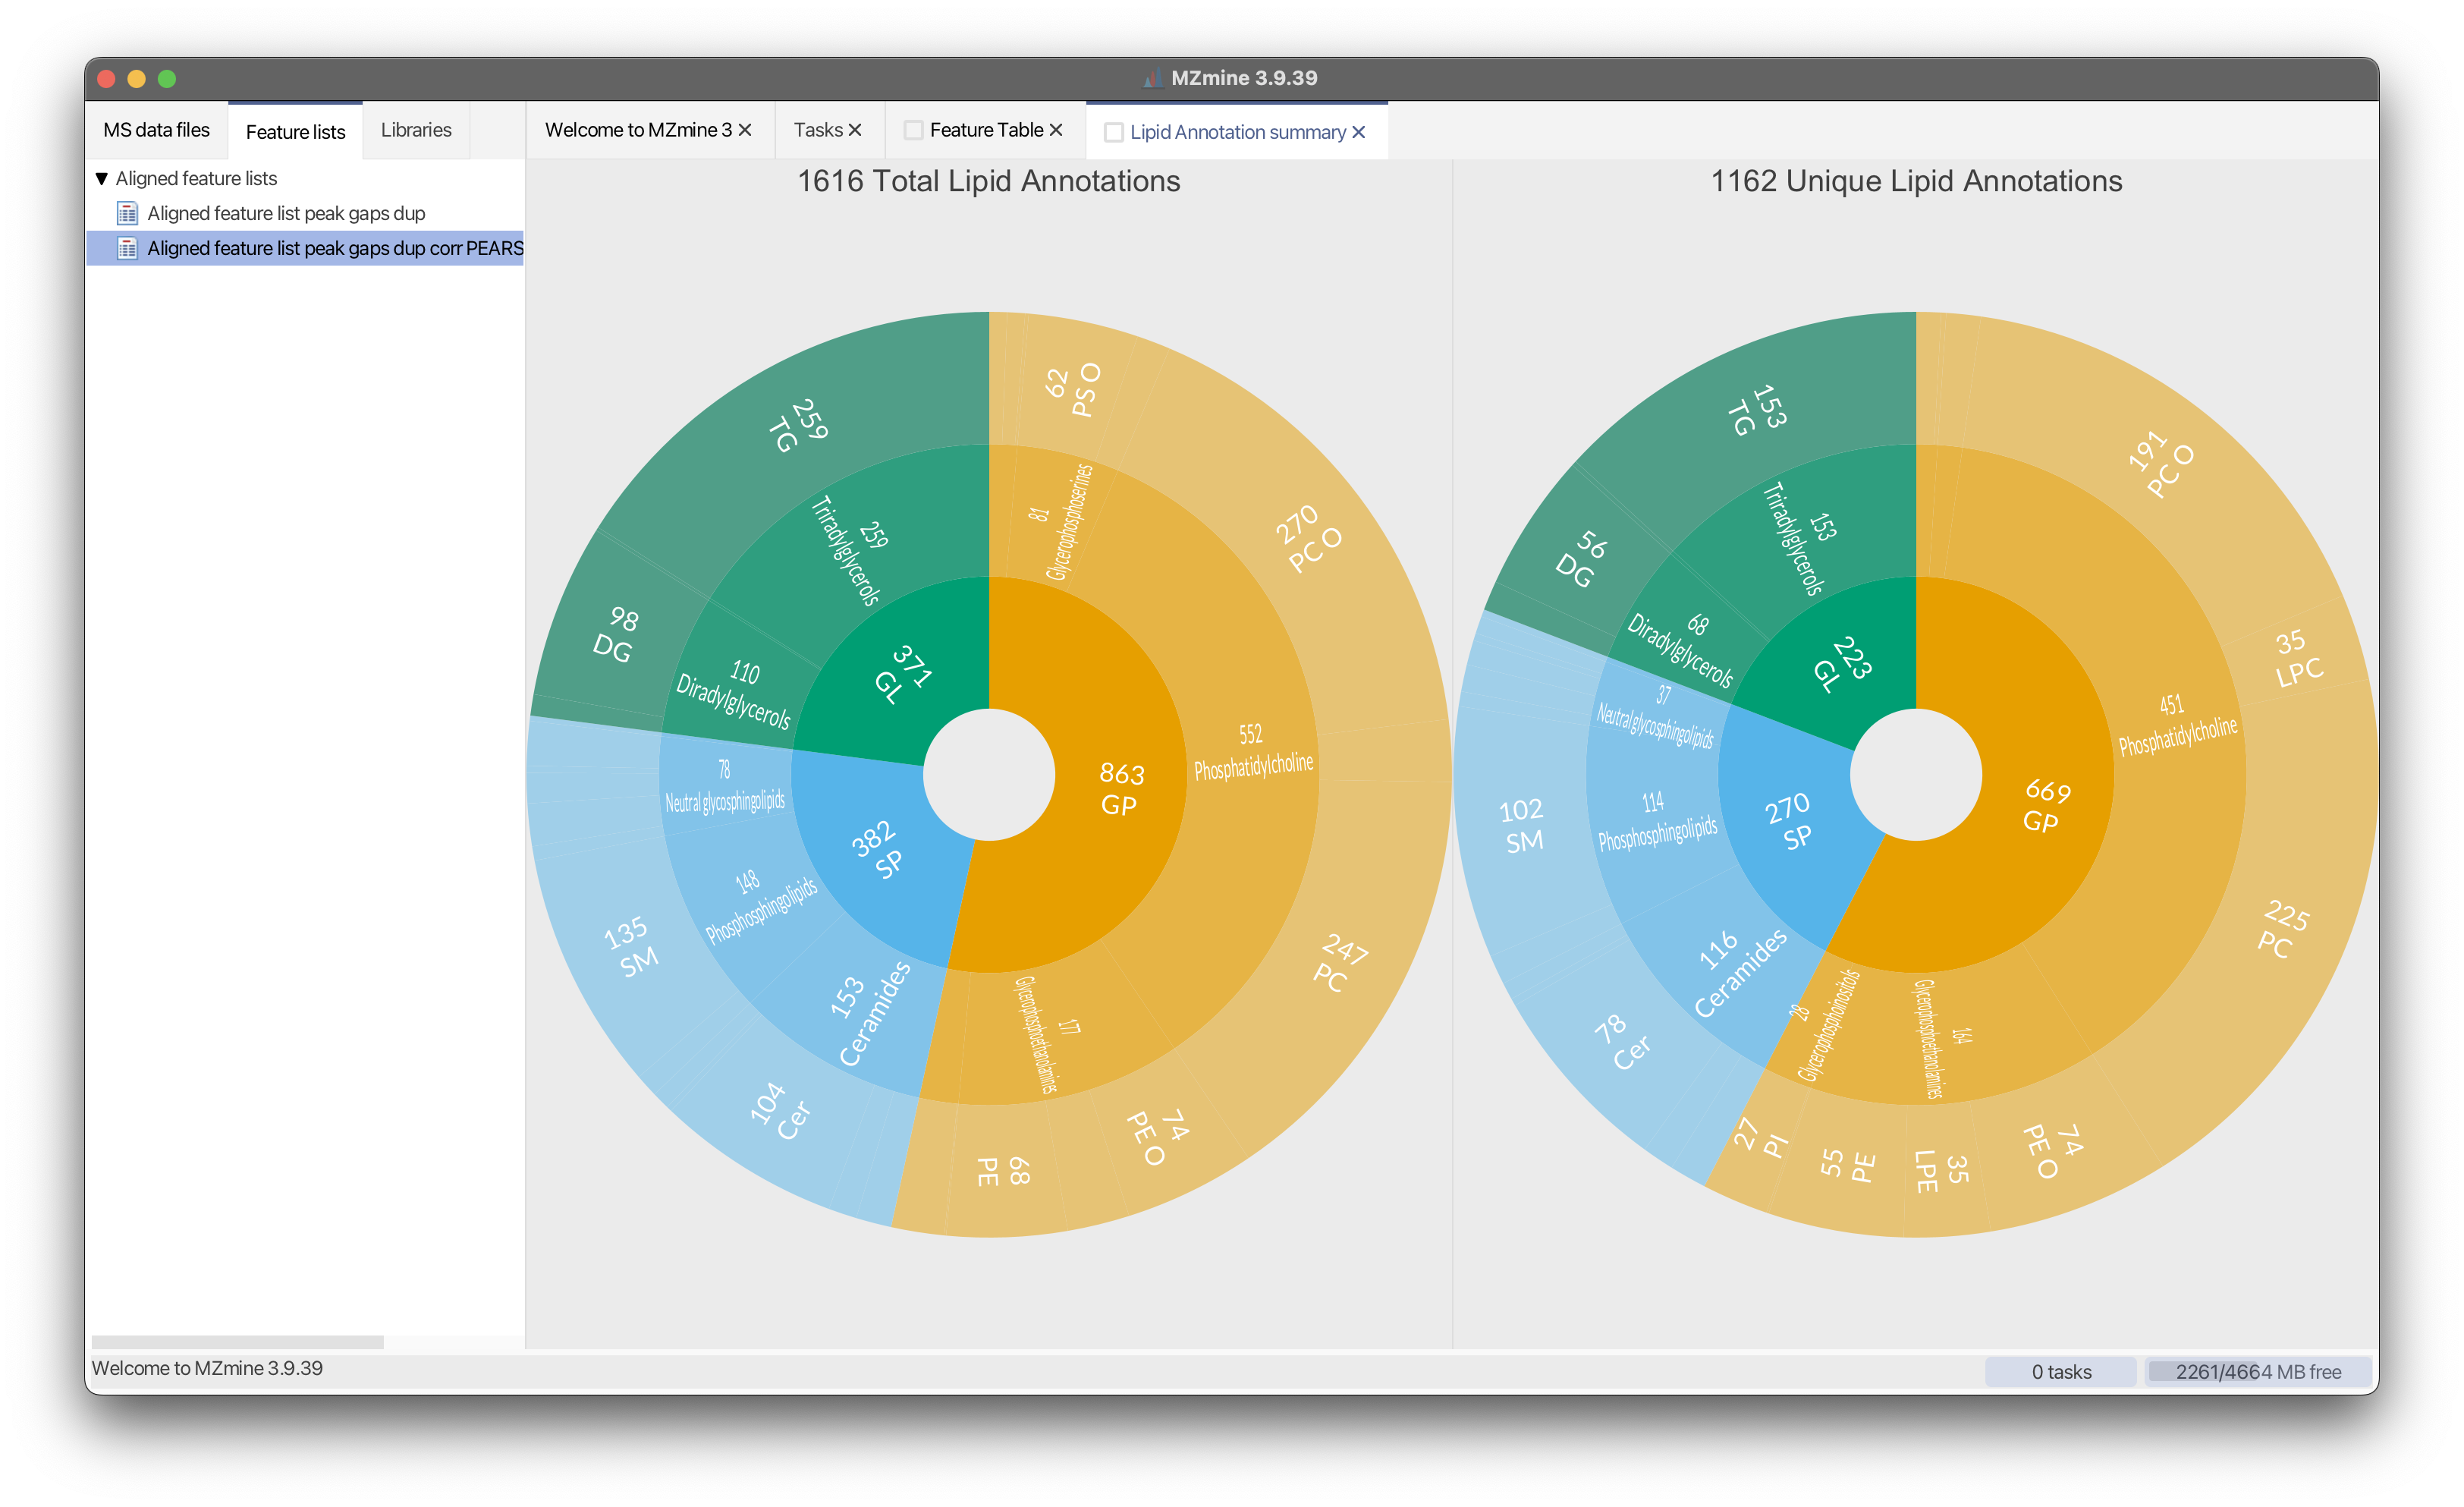 MZmine 3.9.39
MS data files
Feature lists
Libraries
Welcome to MZmine 3
Tasks
Feature Table
Lipid Annotation summary
Aligned feature lists
Aligned feature list peak gaps dup
Aligned feature list peak gaps dup corr PEARS
1616 Total Lipid Annotations
62
PS O
270
PC O
247
PC
74
PE O
68
PE
104
Cer
135
SM
98
DG
259
TG
81
Glycerophosphoserines
552
Phosphatidylcholine
177
Glycerophosphoethanolamines
153
Ceramides
148
Phosphosphingolipids
78
Neutral glycosphingolipids
110
Diradylglycerols
259
Triradylglycerols
863
GP
382
SP
371
GL
1162 Unique Lipid Annotations
191
PC O
35
LPC
225
PC
74
PE O
35
LPE
55
PE
27
PI
78
Cer
102
SM
56
DG
153
TG
451
Phosphatidylcholine
164
Glycerophosphoethanolamines
28
Glycerophosphoinositols
116
Ceramides
114
Phosphosphingolipids
37
Neutral glycosphingolipids
68
Diradylglycerols
153
Triradylglycerols
669
GP
270
SP
223
GL
Welcome to MZmine 3.9.39
0 tasks
2261/4664 MB free